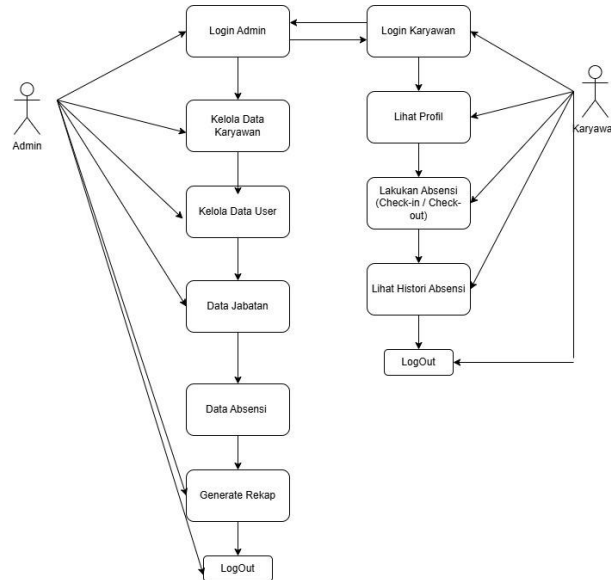 Login Admin
Login Karyawan
Admin
Karyawa
Kelola Data
Karyawan
Lihat Profil
Kelola Data User
Lakukan Absensi
(Check-in / Check-
out)
Data Jabatan
Lihat Histori Absensi
LogOut
Data Absensi
Generate Rekap
LogOut